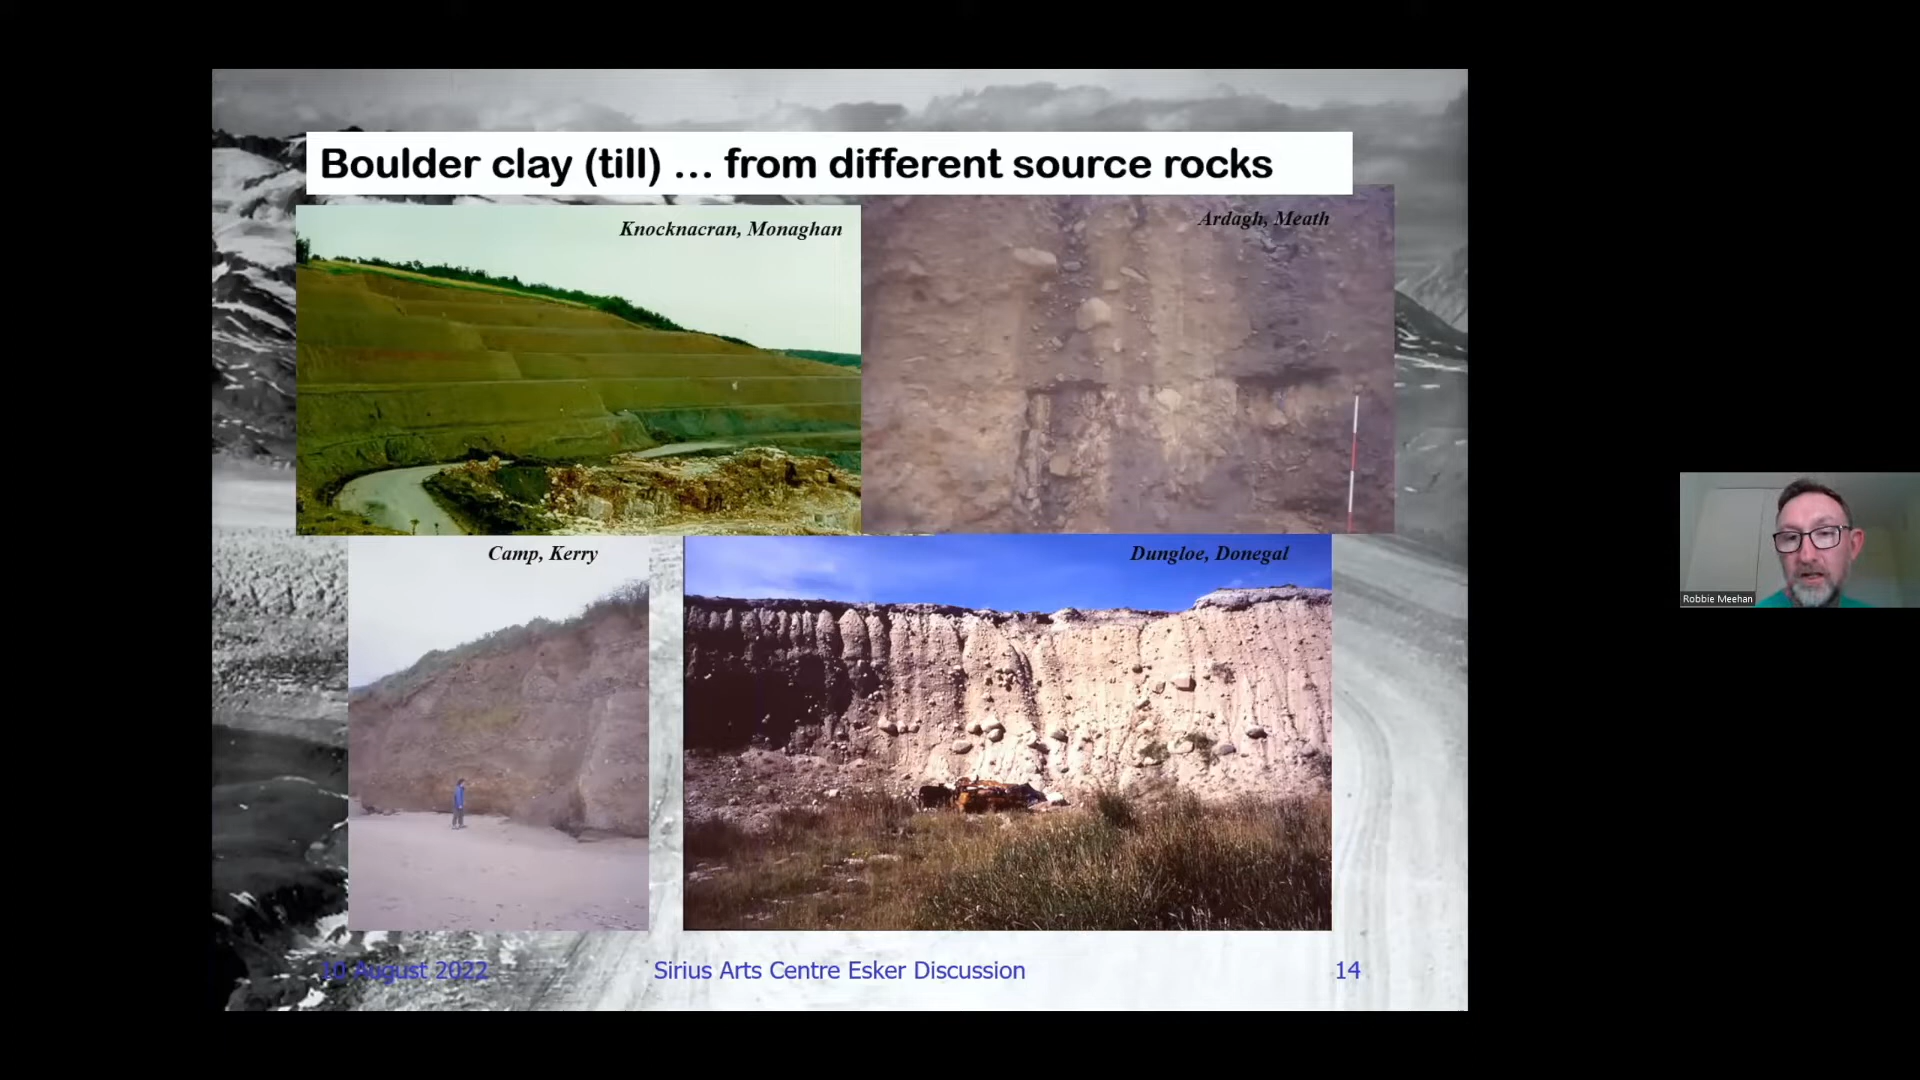 Boulder clay (till) ... from different source rocks
Knocknacran, Monaghan
Ardagh, Meath
Camp, Kerry
Dungloe, Donegal
10 August 2022
Sirius Arts Centre Esker Discussion
14
Robbie Meehan